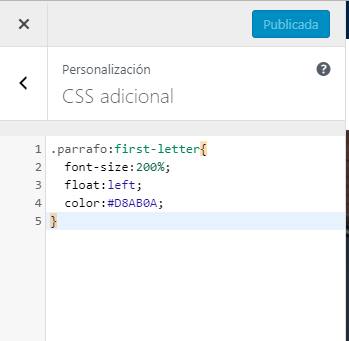 Publicada
Personalización
CSS adicional
1 .parrafo:first-letter{
2 font-size:200%;
3 float:left;
4 color:#D8AB0A;
5 }